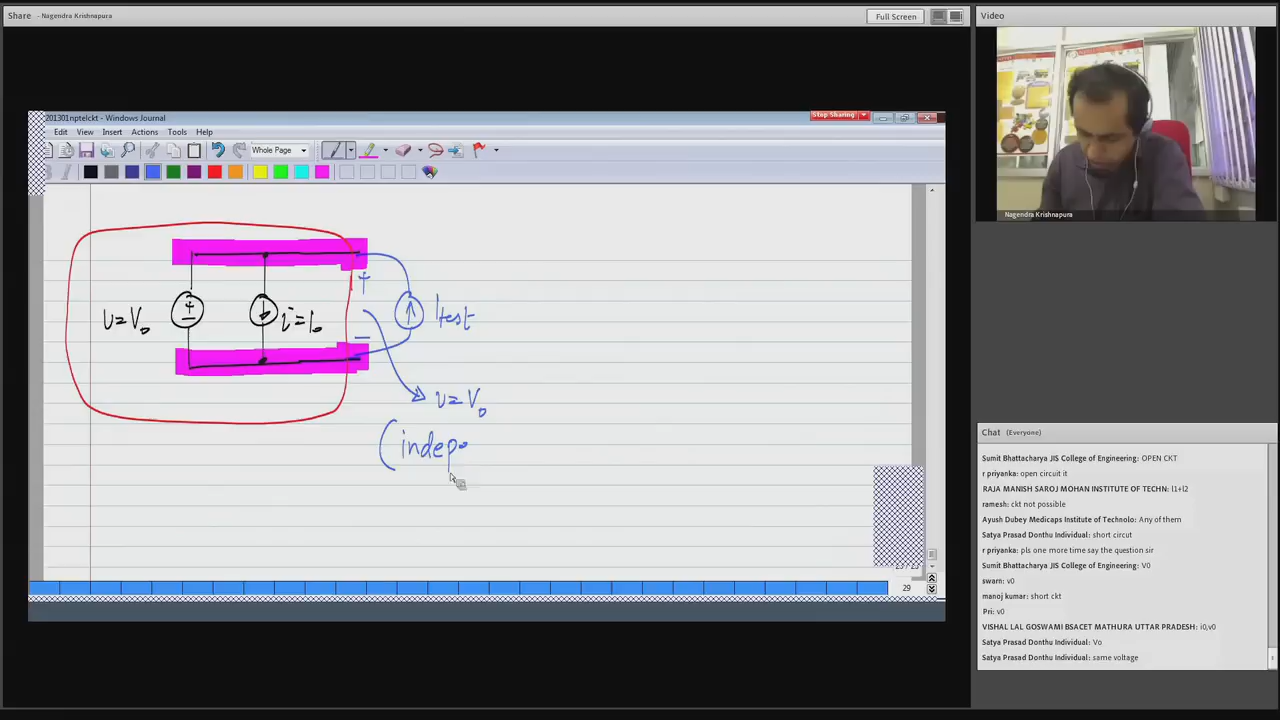 Share - Nagendra Krishnapura
Full Screen
Video
201301nptelckt - Windows Journal
Stop Sharing
Edit View Insert Actions Tools Help
Whole Page
Nagendra Krishnapura
+
+
−
v=V0
i=I0
Itest
−
v=V0
(indepe
29
Chat (Everyone)
Sumit Bhattacharya JIS College of Engineering: OPEN CKT
r priyanka: open circuit it
RAJA MANISH SAROJ MOHAN INSTITUTE OF TECHN: I1+I2
ramesh: ckt not possible
Ayush Dubey Medicaps Institute of Technolo: Any of them
Satya Prasad Donthu Individual: short circut
r priyanka: pls one more time say the question sir
Sumit Bhattacharya JIS College of Engineering: V0
swarn: v0
manoj kumar: short ckt
Pri: v0
VISHAL LAL GOSWAMI BSACET MATHURA UTTAR PRADESH: i0,v0
Satya Prasad Donthu Individual: Vo
Satya Prasad Donthu Individual: same voltage